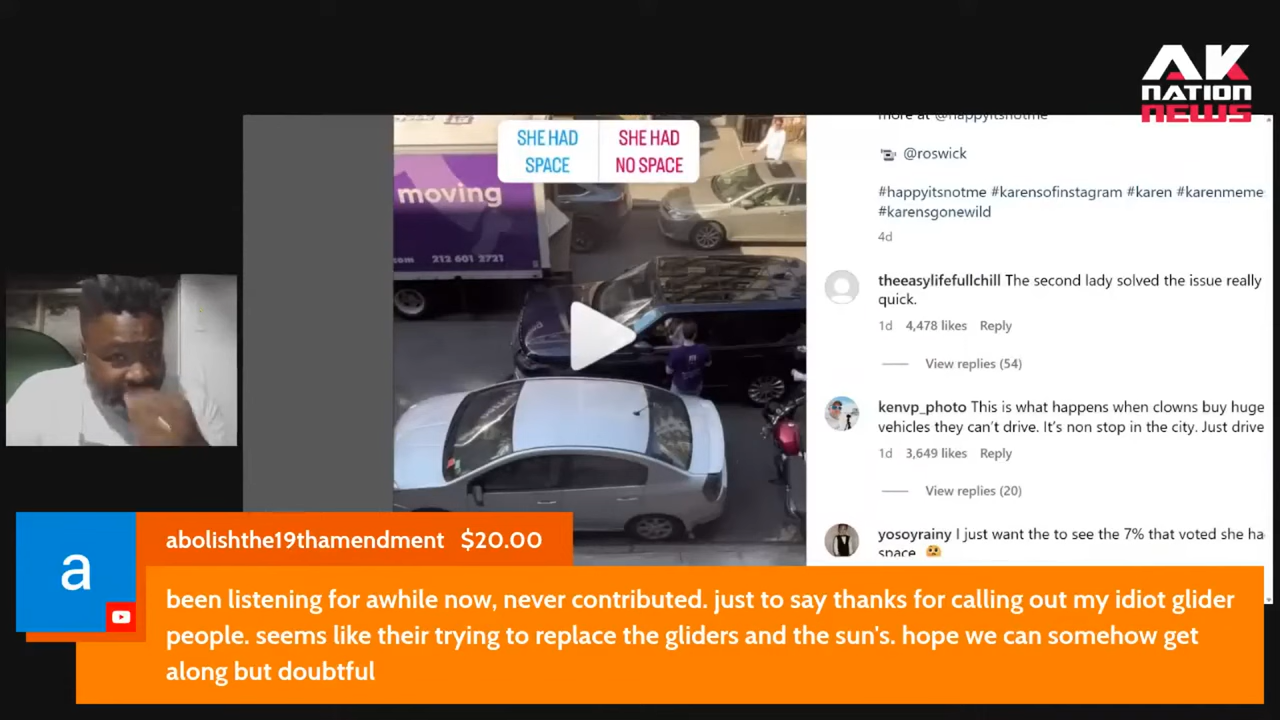 AK
NATION
NEWS
SHE HAD
SPACE
SHE HAD
NO SPACE
moving
com 212 601 2721
more at @happyitsnotme
@roswick
#happyitsnotme #karensofinstagram #karen #karenmeme
#karensgonewild
4d
theeasylifefullchill The second lady solved the issue really
quick.
1d 4,478 likes Reply
View replies (54)
kenvp_photo This is what happens when clowns buy huge
vehicles they can't drive. It's non stop in the city. Just drive
1d 3,649 likes Reply
View replies (20)
yosoyrainy I just want the to see the 7% that voted she ha
space
a
abolishthe19thamendment $20.00
been listening for awhile now, never contributed. just to say thanks for calling out my idiot glider
people. seems like their trying to replace the gliders and the sun's. hope we can somehow get
along but doubtful